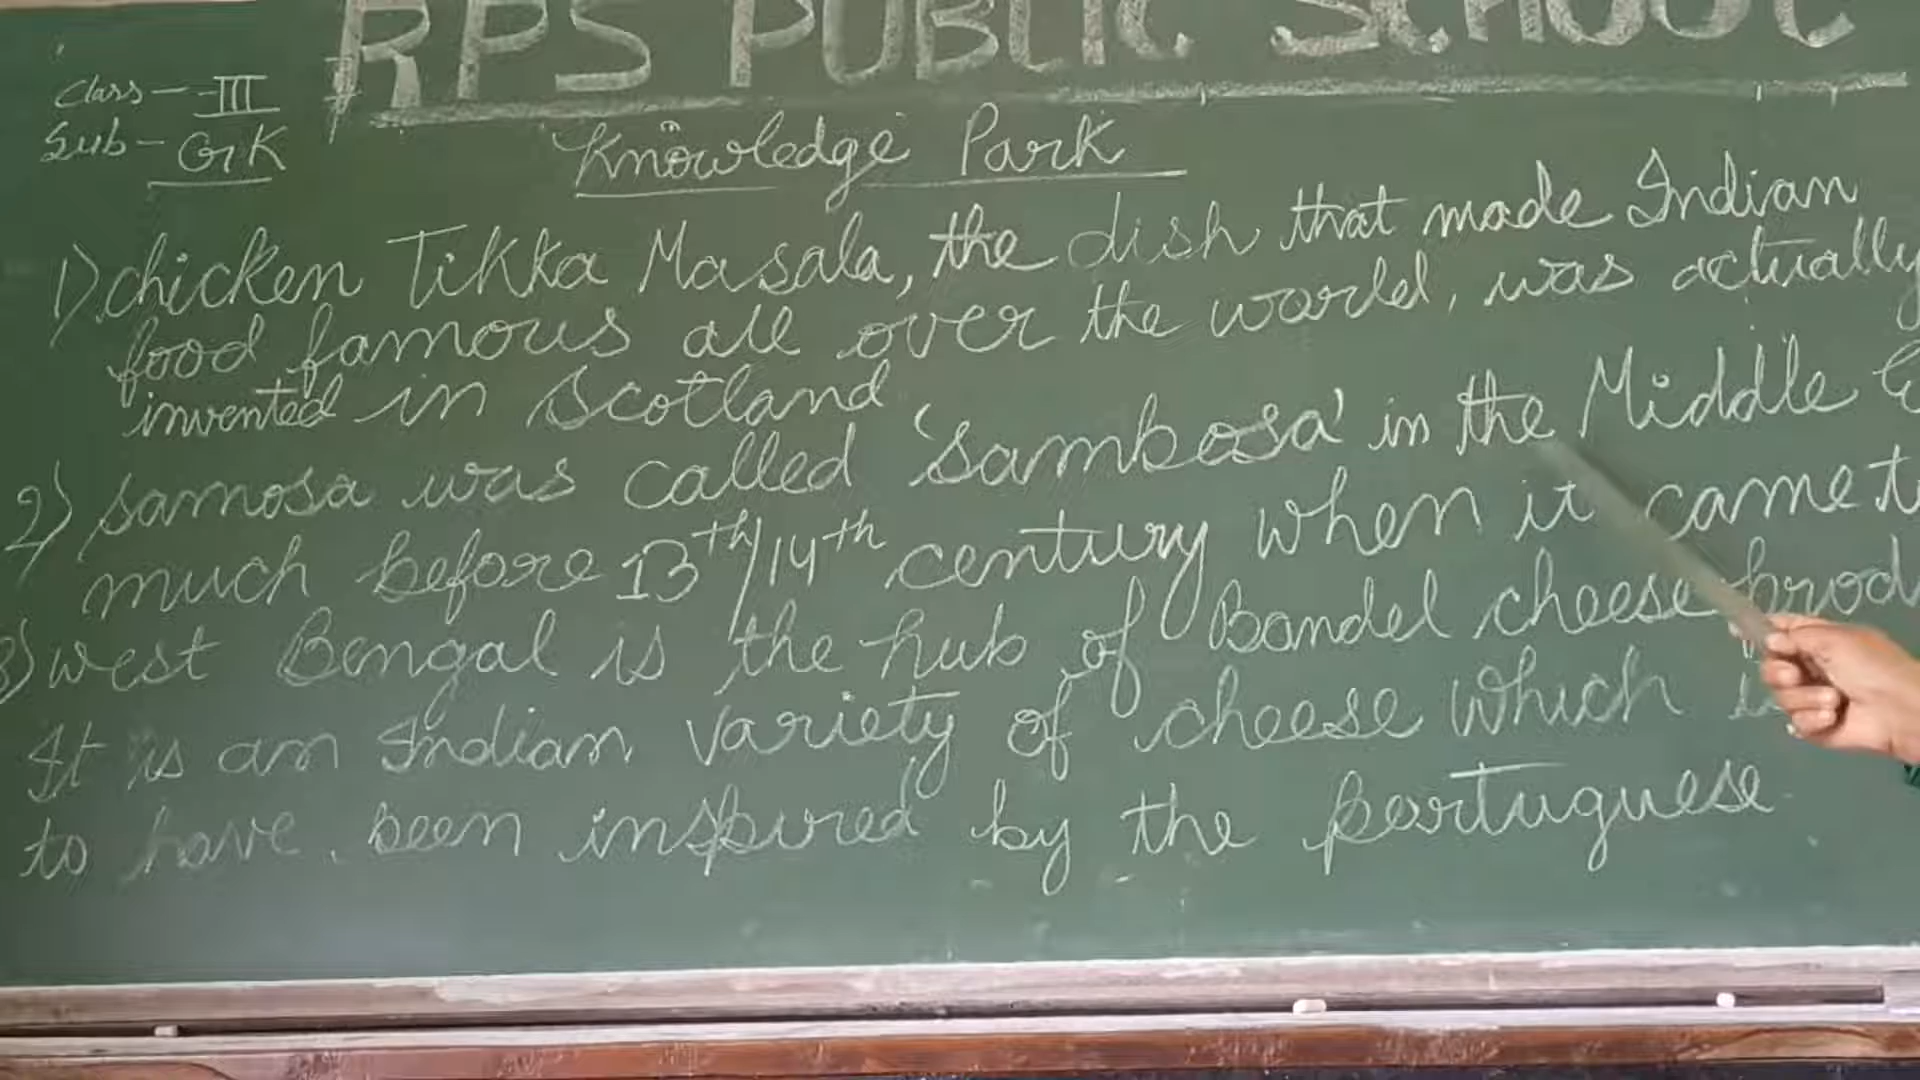 RPS PUBLIC SCHOOL
Class - III
Sub - GK
Knowledge Park
1) chicken Tikka Masala, the dish that made Indian
food famous all over the world, was actually
invented in Scotland
2) samosa was called 'sambosa' in the Middle
much before 13th/14th century when it came
3) west Bengal is the hub of Bandel cheese
It is an Indian variety of cheese which
to have been inspired by the portuguese